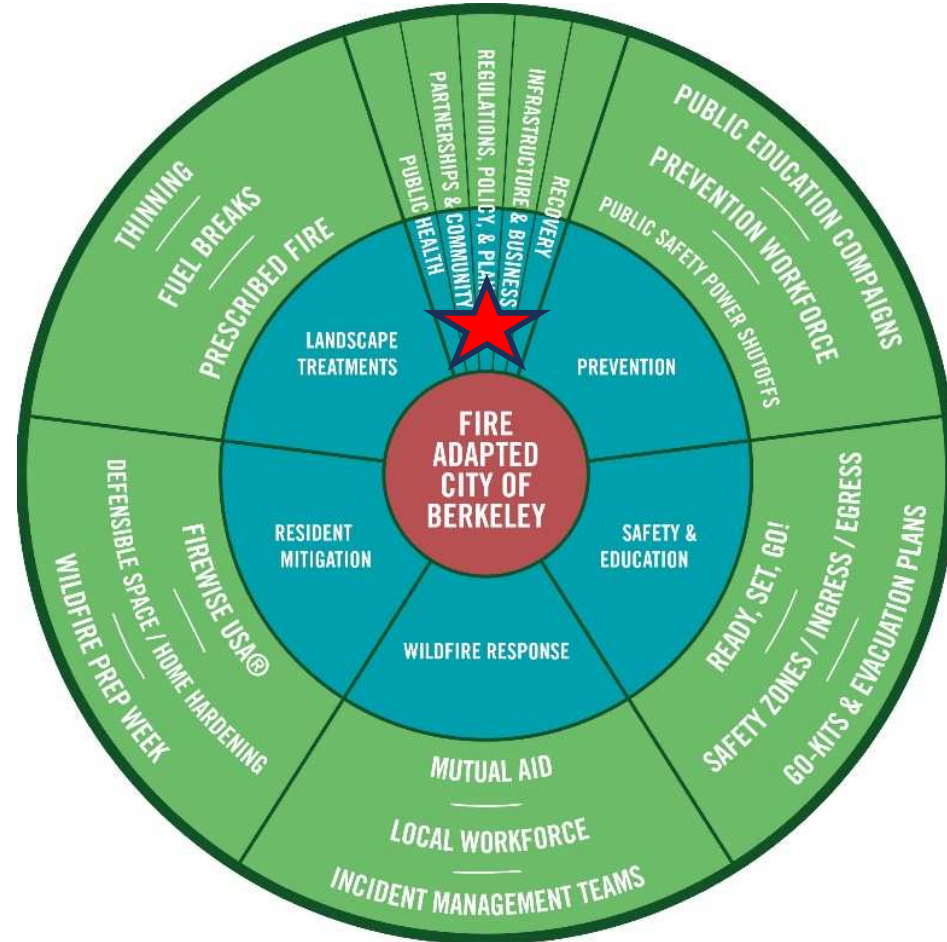 PUBLIC HEALTH
PARTNERSHIPS & COMMUNITY
REGULATIONS, POLICY, & PLA
INFRASTRUCTURE & BUSINESS
RECOVERY
PUBLIC EDUCATION COMPAIGNS
PREVENTION WORKFORCE
PUBLIC SAFETY POWER SHUTOFFS
PREVENTION
READY, SET, GO!
SAFETY ZONES / INGRESS / EGRESS
GO-KITS & EVACUATION PLANS
SAFETY &
EDUCATION
WILDFIRE RESPONSE
MUTUAL AID
LOCAL WORKFORCE
INCIDENT MANAGEMENT TEAMS
RESIDENT
MITIGATION
FIREWISE USA®
DEFENSIBLE SPACE / HOME HARDENING
WILDFIRE PREP WEEK
LANDSCAPE
TREATMENTS
THINNING
FUEL BREAKS
PRESCRIBED FIRE
FIRE
ADAPTED
CITY OF
BERKELEY